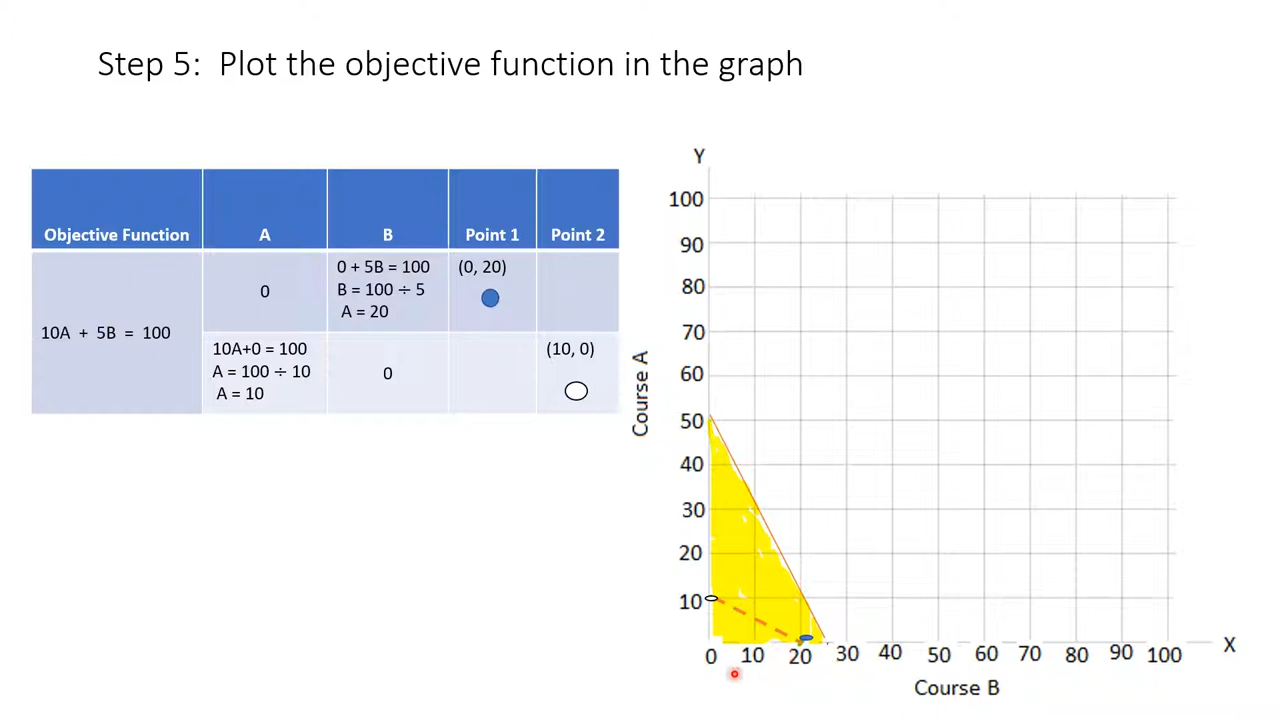 Step 5: Plot the objective function in the graph
Objective Function
A
B
Point 1
Point 2
10A + 5B = 100
0
0 + 5B = 100
B = 100 ÷ 5
A = 20
(0, 20)
10A+0 = 100
A = 100 ÷ 10
A = 10
0
(10, 0)
Y
100
90
80
70
60
50
40
30
20
10
Course A
0 10 20 30 40 50 60 70 80 90 100
X
Course B